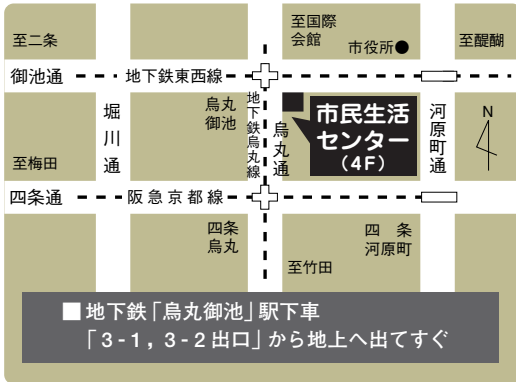 至二条
至国際
会館
市役所●
至醍醐
御池通
地下鉄東西線
烏丸
御池
堀川通
地下鉄烏丸線
烏丸通
市民生活
センター
（4F）
河原町通
N
至梅田
四条通
阪急京都線
四条
烏丸
四条
河原町
至竹田
■ 地下鉄「烏丸御池」駅下車
「3-1，3-2出口」から地上へ出てすぐ